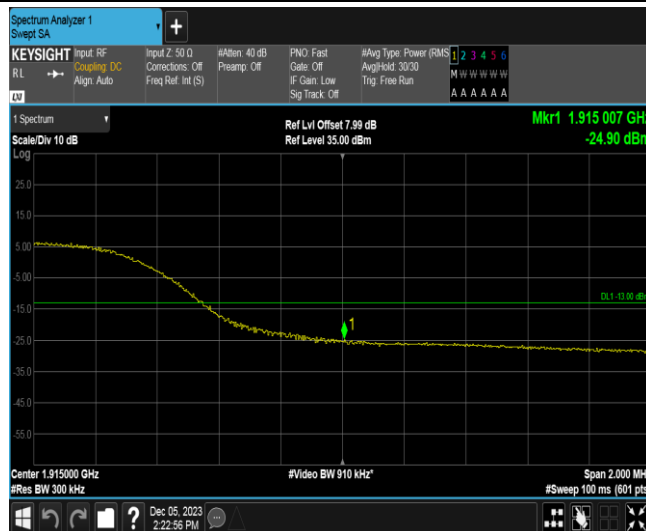 Spectrum Analyzer 1
Swept SA
KEYSIGHT
RL
Input: RF
Coupling: DC
Align: Auto
Input Z: 50 Ω
Corrections: Off
Freq Ref: Int (S)
#Atten: 40 dB
Preamp: Off
PNO: Fast
Gate: Off
IF Gain: Low
Sig Track: Off
#Avg Type: Power (RMS
Avg|Hold: 30/30
Trig: Free Run
1 2 3 4 5 6
M W W W W W
A A A A A A
1 Spectrum
Scale/Div 10 dB
Log
Ref Lvl Offset 7.99 dB
Ref Level 35.00 dBm
Mkr1 1.915 007 GHz
-24.90 dBm
25.0
15.0
5.00
-5.00
-15.0
-25.0
-35.0
-45.0
-55.0
DL1 -13.00 dBm
1
Center 1.915000 GHz
#Res BW 300 kHz
#Video BW 910 kHz*
Span 2.000 MH
#Sweep 100 ms (601 pts
Dec 05, 2023
2:22:56 PM